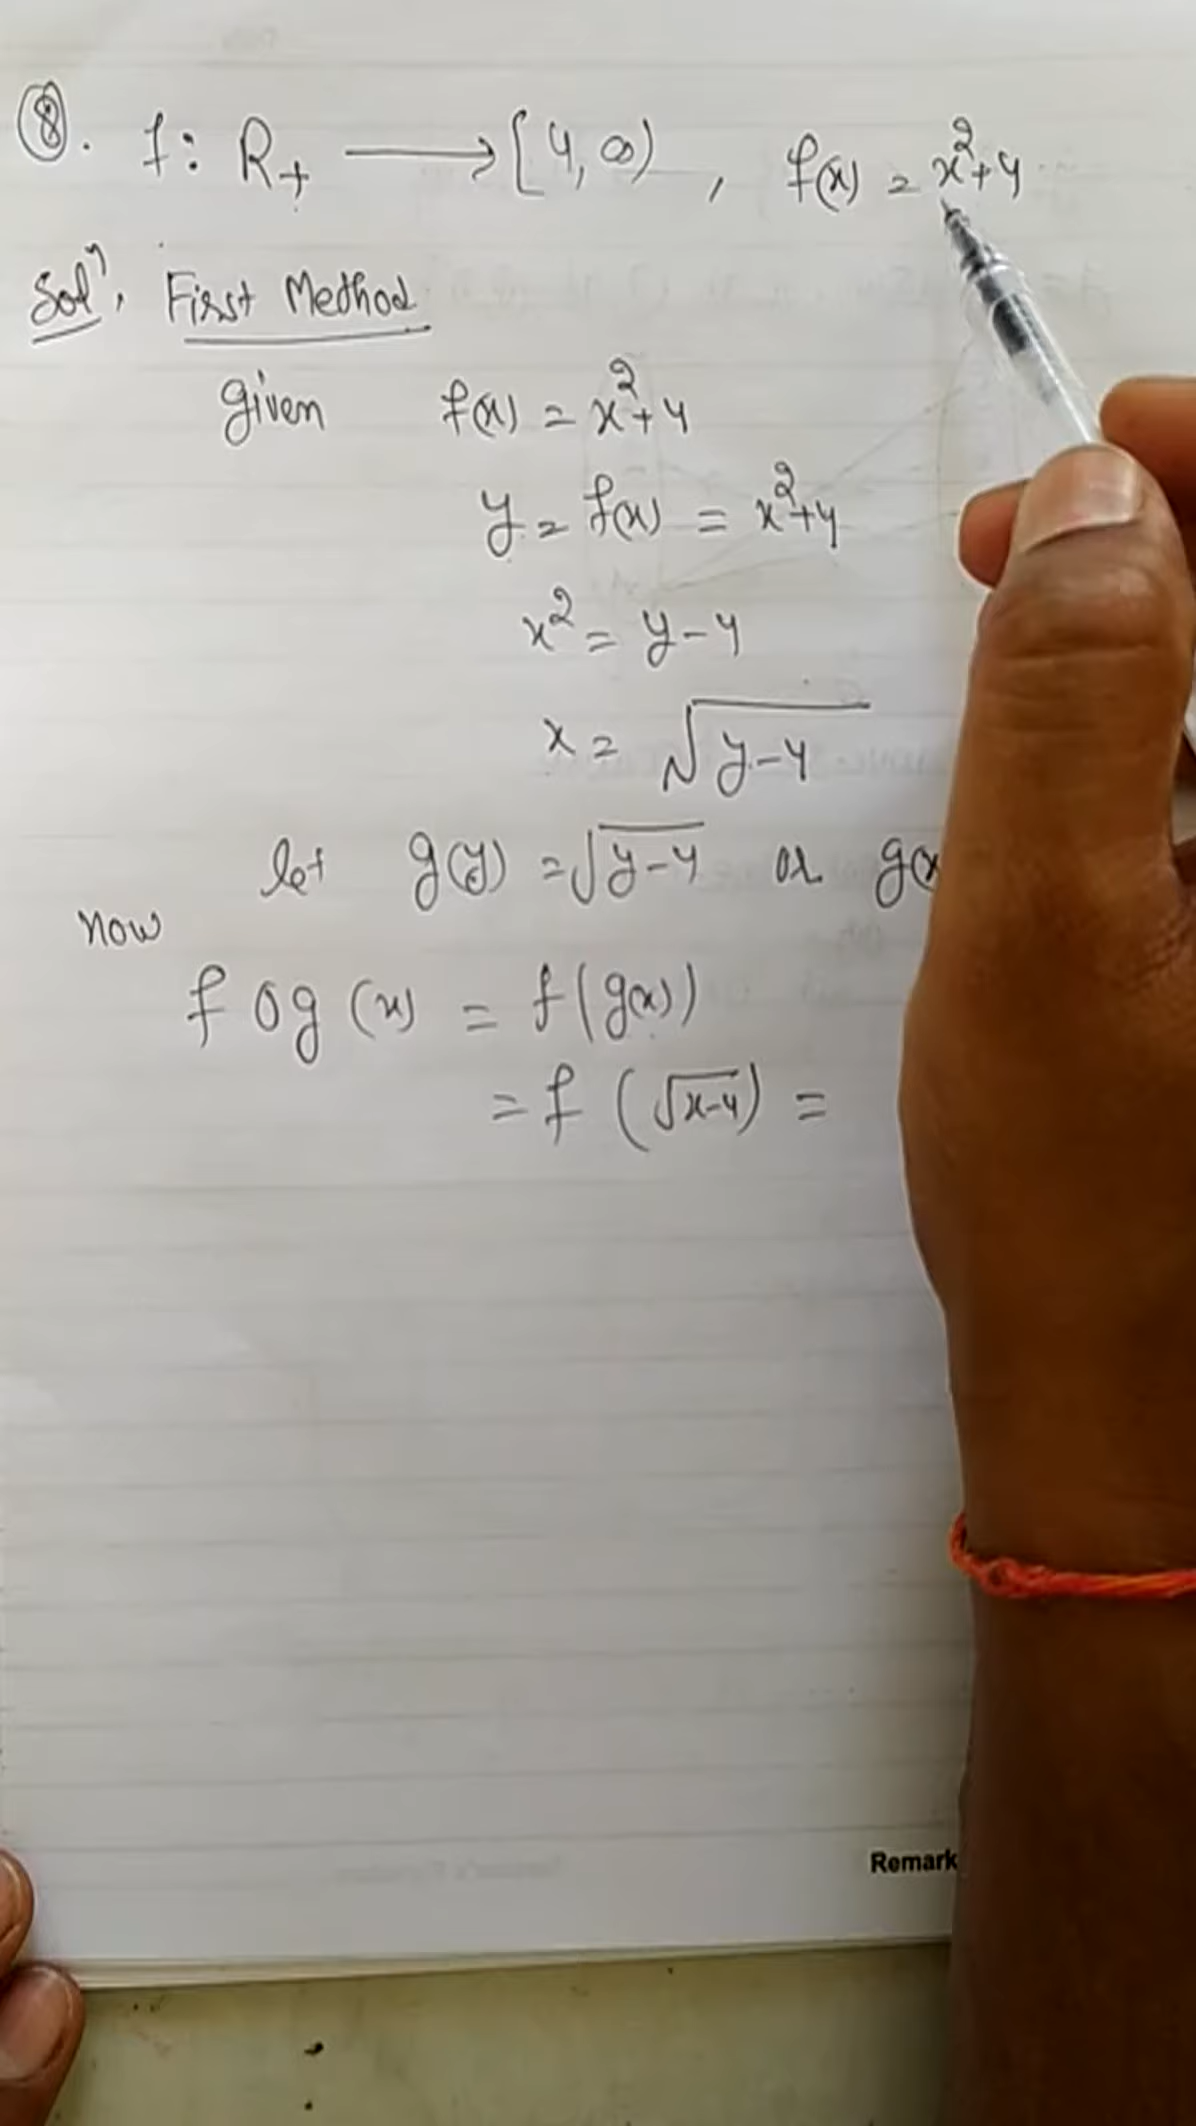 ⑧. f: R₊ ⟶ [4, ∞) , f(x) = x²+4
Solⁿ. First Method
given f(x) = x²+4
y = f(x) = x²+4
x² = y-4
x = √(y-4)
let g(y) = √(y-4) or g(x
now
fog (x) = f(g(x))
= f (√(x-4)) =
Remark